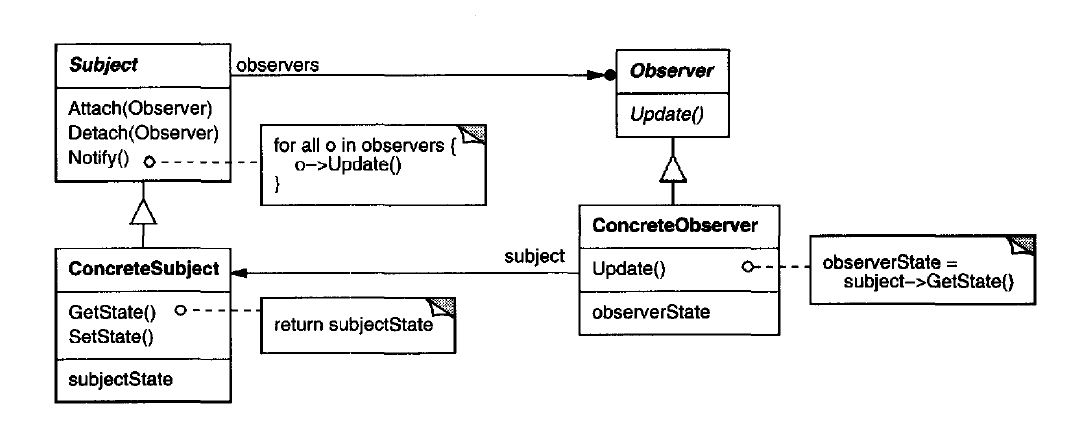 Subject
Attach(Observer)
Detach(Observer)
Notify()
observers
Observer
Update()
for all o in observers {
o->Update()
}
ConcreteSubject
GetState()
SetState()
subjectState
return subjectState
subject
ConcreteObserver
Update()
observerState
observerState =
subject->GetState()